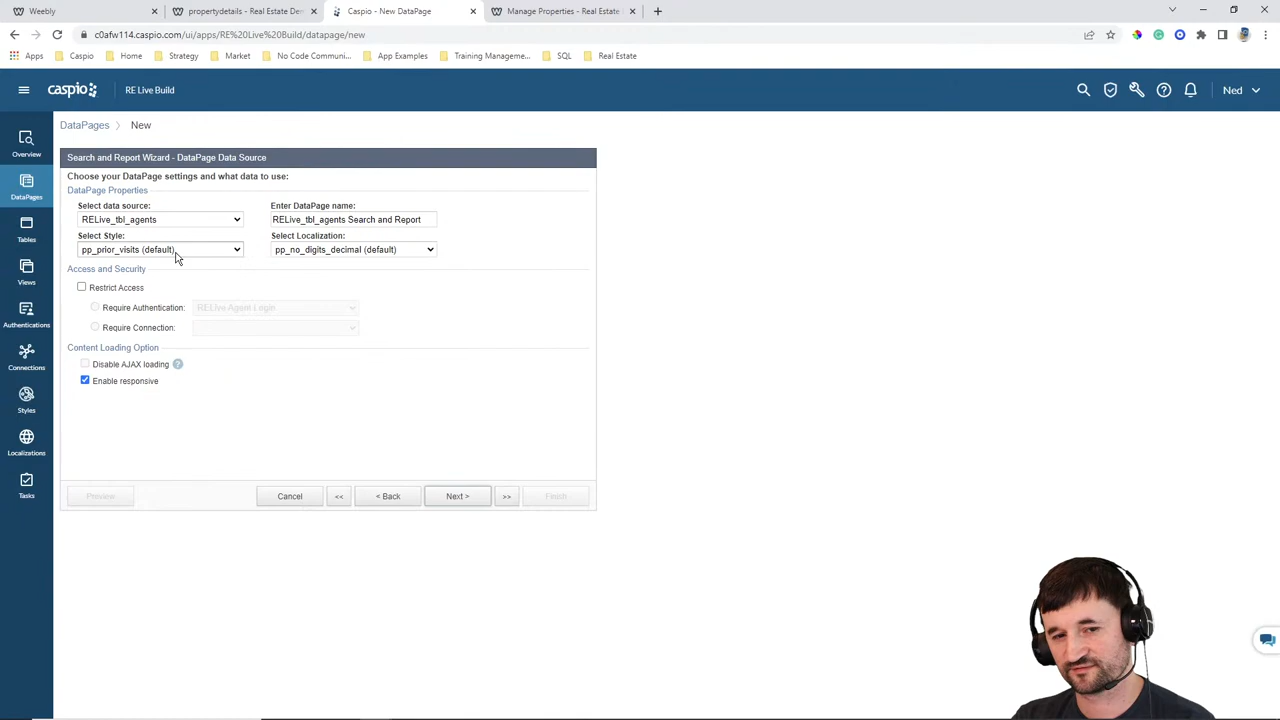 Weebly
propertydetails - Real Estate Dem
Caspio - New DataPage
Manage Properties - Real Estate
c0afw114.caspio.com/ui/apps/RE%20Live%20Build/datapage/new
Apps
Caspio
Home
Strategy
Market
No Code Communi...
App Examples
Training Manageme...
SQL
Real Estate
caspio
RE Live Build
Ned
DataPages
New
Overview
DataPages
Tables
Views
Authentications
Connections
Styles
Localizations
Tasks
Search and Report Wizard - DataPage Data Source
Choose your DataPage settings and what data to use:
DataPage Properties
Select data source:
Enter DataPage name:
RELive_tbl_agents
RELive_tbl_agents Search and Report
Select Style:
Select Localization:
pp_prior_visits (default)
pp_no_digits_decimal (default)
Access and Security
Restrict Access
Require Authentication:
RELive Agent Login
Require Connection:
Content Loading Option
Disable AJAX loading
?
Enable responsive
Preview
Cancel
<<
< Back
Next >
>>
Finish